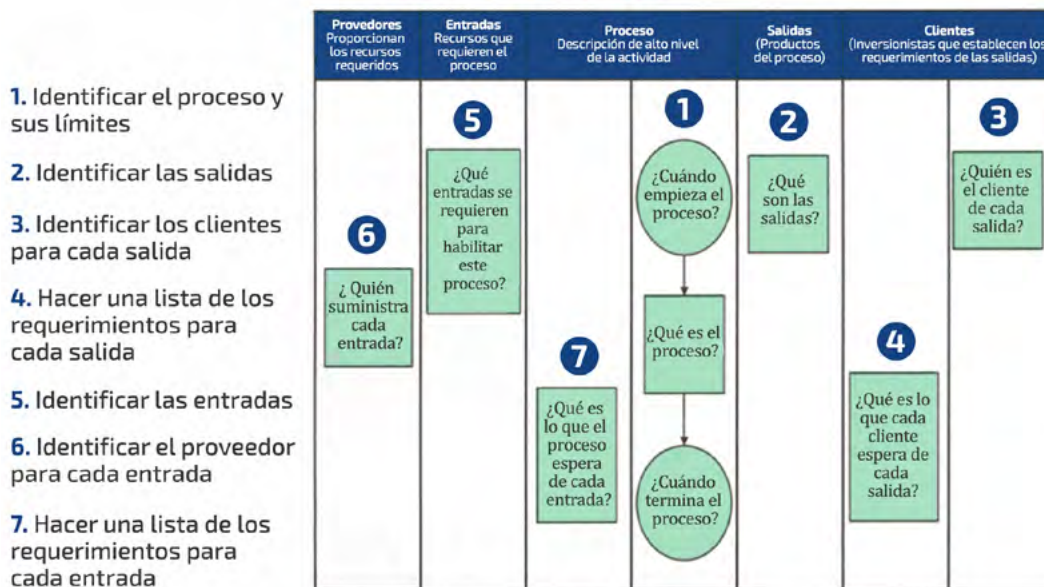 Provedores
Proporcionan
los recursos
requeridos
Entradas
Recursos que
requieren el
proceso
Proceso
Descripción de alto nivel
de la actividad
Salidas
(Productos
del proceso)
Clientes
(Inversionistas que establecen los
requerimientos de las salidas)
1. Identificar el proceso y
sus límites
2. Identificar las salidas
3. Identificar los clientes
para cada salida
4. Hacer una lista de los
requerimientos para
cada salida
5. Identificar las entradas
6. Identificar el proveedor
para cada entrada
7. Hacer una lista de los
requerimientos para
cada entrada
6
¿ Quién
suministra
cada
entrada?
5
¿Qué
entradas se
requieren
para
habilitar
este
proceso?
7
¿Qué es
lo que el
proceso
espera
de cada
entrada?
1
¿Cuándo
empieza el
proceso?
¿Qué es el
proceso?
¿Cuándo
termina el
proceso?
2
¿Qué
son las
salidas?
4
¿Qué es lo
que cada
cliente
espera de
cada
salida?
3
¿Quién es
el cliente
de cada
salida?